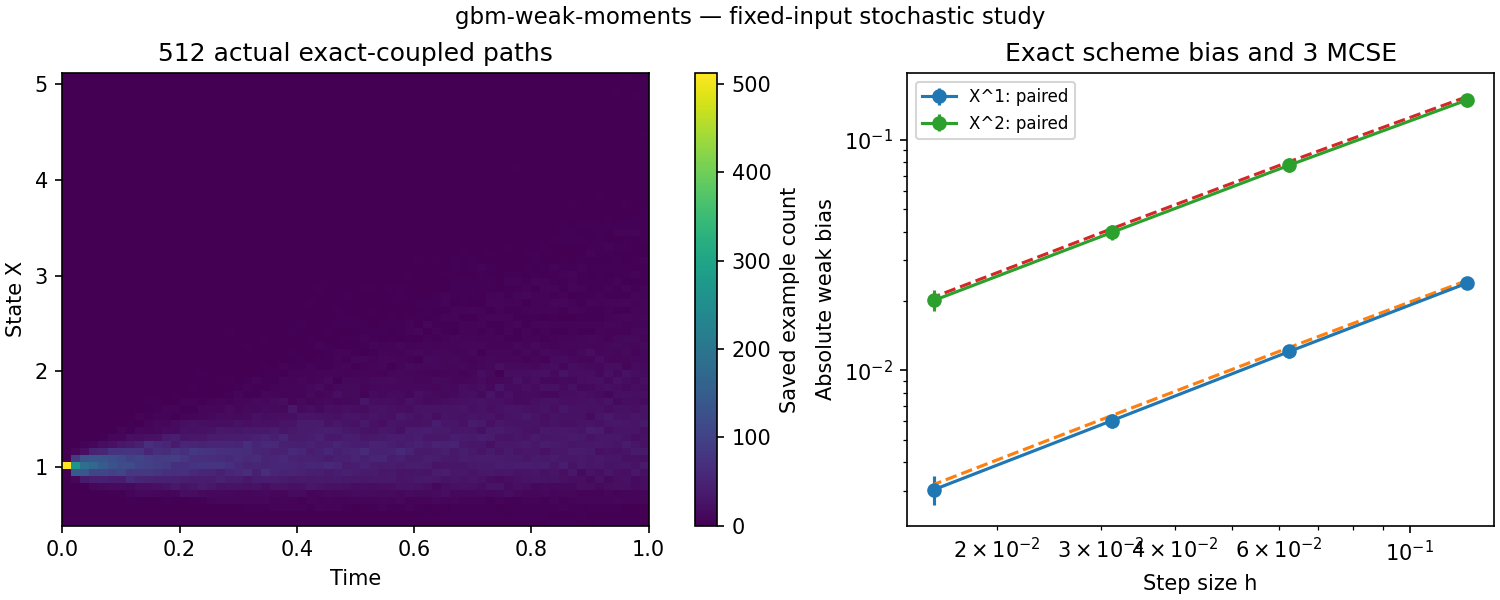 gbm-weak-moments — fixed-input stochastic study
512 actual exact-coupled paths
State X
5
4
3
2
1
0.0 0.2 0.4 0.6 0.8 1.0
Time
500
400
300
200
100
0
Saved example count
Exact scheme bias and 3 MCSE
X^1: paired
X^2: paired
Absolute weak bias
10⁻¹
10⁻²
2 × 10⁻² 3 × 10⁻² 4 × 10⁻² 6 × 10⁻² 10⁻¹
Step size h